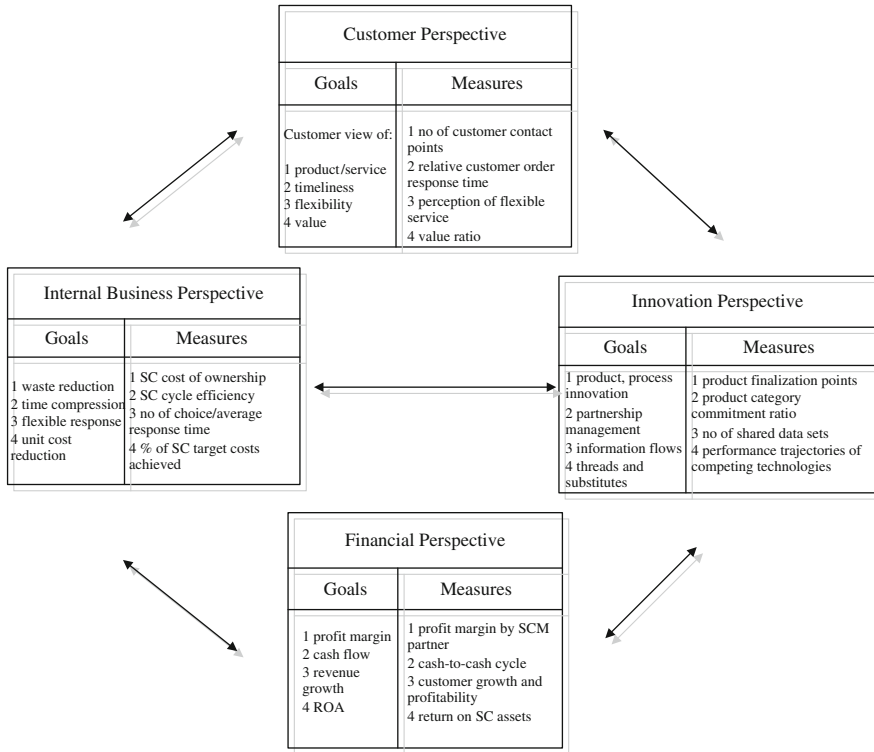 Customer Perspective
Goals
Measures
Customer view of:
1 product/service
2 timeliness
3 flexibility
4 value
1 no of customer contact
points
2 relative customer order
response time
3 perception of flexible
service
4 value ratio
Internal Business Perspective
Goals
Measures
1 waste reduction
2 time compression
3 flexible response
4 unit cost
reduction
1 SC cost of ownership
2 SC cycle efficiency
3 no of choice/average
response time
4 % of SC target costs
achieved
Innovation Perspective
Goals
Measures
1 product, process
innovation
2 partnership
management
3 information flows
4 threads and
substitutes
1 product finalization points
2 product category
commitment ratio
3 no of shared data sets
4 performance trajectories of
competing technologies
Financial Perspective
Goals
Measures
1 profit margin
2 cash flow
3 revenue
growth
4 ROA
1 profit margin by SCM
partner
2 cash-to-cash cycle
3 customer growth and
profitability
4 return on SC assets